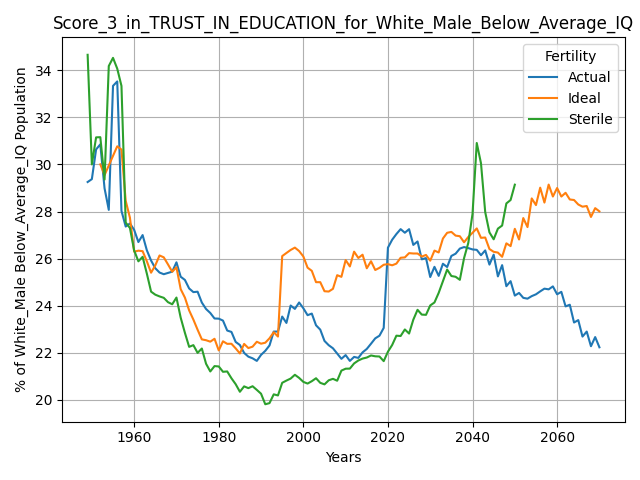 Score_3_in_TRUST_IN_EDUCATION_for_White_Male_Below_Average_IQ
Fertility
Actual
Ideal
Sterile
% of White_Male Below_Average_IQ Population
34
32
30
28
26
24
22
20
1960
1980
2000
2020
2040
2060
Years